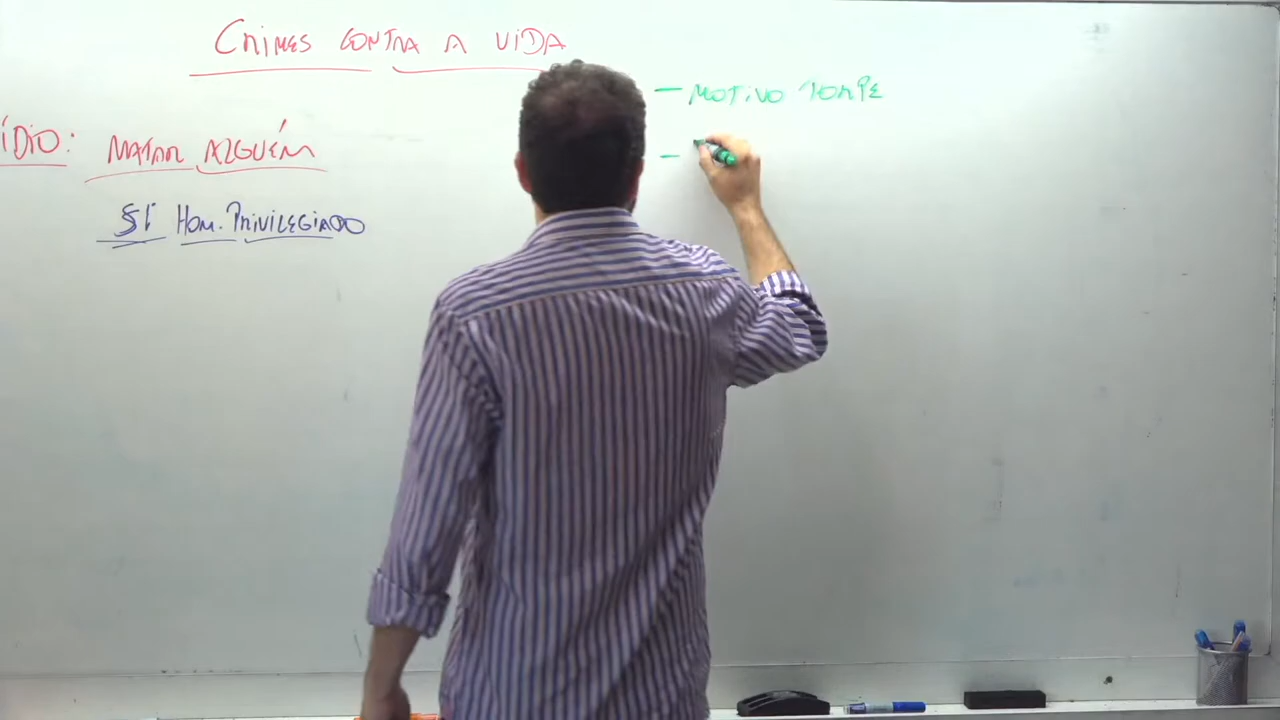 CRIMES CONTRA A VIDA
ÍDIO: MATAR ALGUÉM
§1º HOM. PRIVILEGIADO
— MOTIVO TORPE
—